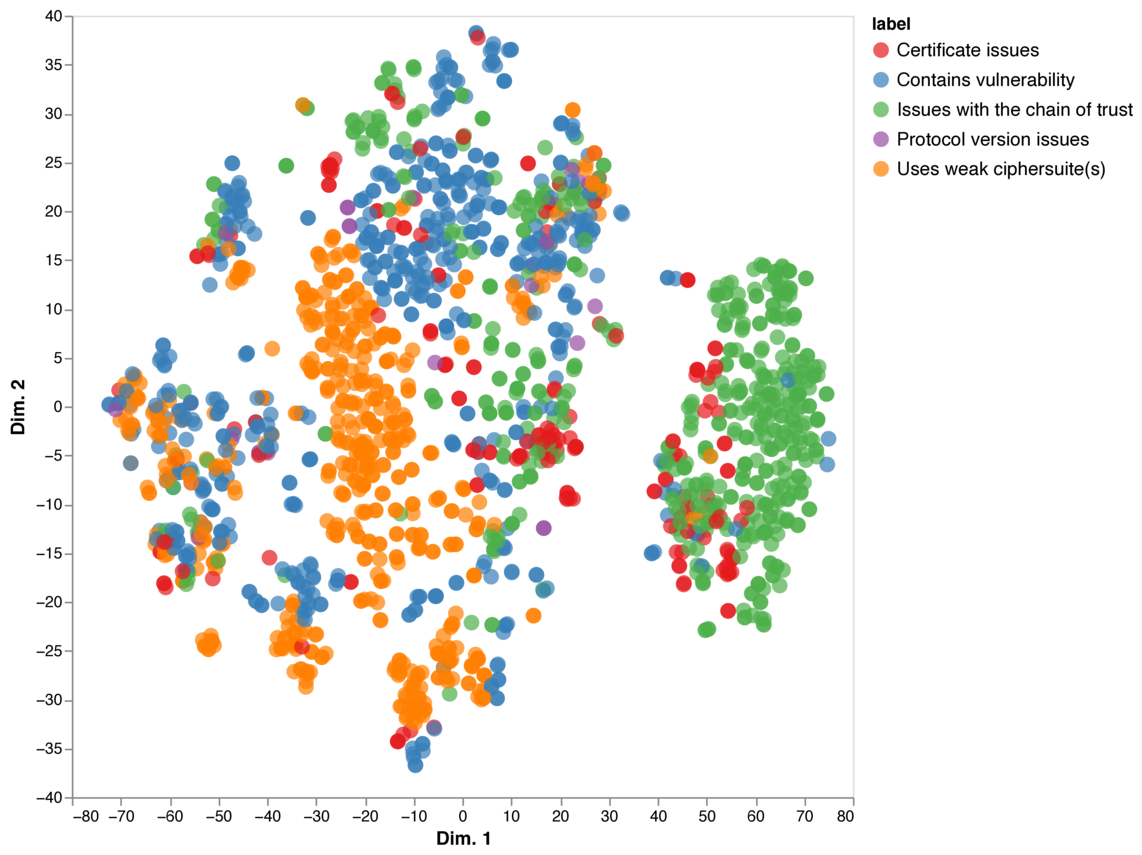 40
35
30
25
20
15
10
5
0
−5
−10
−15
−20
−25
−30
−35
−40
Dim. 2
−80 −70 −60 −50 −40 −30 −20 −10 0 10 20 30 40 50 60 70 80
Dim. 1
label
Certificate issues
Contains vulnerability
Issues with the chain of trust
Protocol version issues
Uses weak ciphersuite(s)